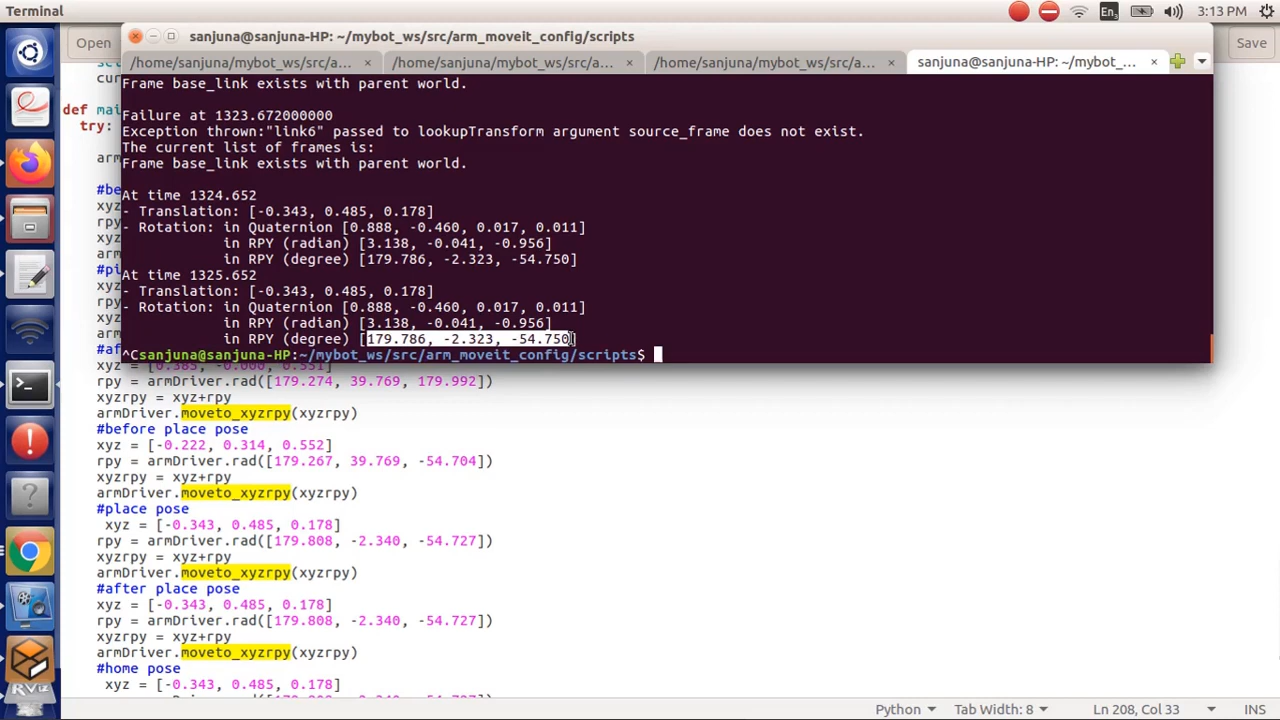 Terminal
En3
3:13 PM
Open
sanjuna@sanjuna-HP: ~/mybot_ws/src/arm_moveit_config/scripts
Save
/home/sanjuna/mybot_ws/src/a... × /home/sanjuna/mybot_ws/src/a... × /home/sanjuna/mybot_ws/src/a... × sanjuna@sanjuna-HP: ~/mybot_... ×
Frame base_link exists with parent world.
Failure at 1323.672000000
Exception thrown:"link6" passed to lookupTransform argument source_frame does not exist.
The current list of frames is:
Frame base_link exists with parent world.
At time 1324.652
- Translation: [-0.343, 0.485, 0.178]
- Rotation: in Quaternion [0.888, -0.460, 0.017, 0.011]
in RPY (radian) [3.138, -0.041, -0.956]
in RPY (degree) [179.786, -2.323, -54.750]
At time 1325.652
- Translation: [-0.343, 0.485, 0.178]
- Rotation: in Quaternion [0.888, -0.460, 0.017, 0.011]
in RPY (radian) [3.138, -0.041, -0.956]
in RPY (degree) [179.786, -2.323, -54.750]
^Csanjuna@sanjuna-HP:~/mybot_ws/src/arm_moveit_config/scripts$
cur
def mai
try:
arm
#be
xyz
rpy
xyz
arm
#pi
xyz
rpy
xyz
arm
#af
xyz = [0.385, -0.000, 0.551]
rpy = armDriver.rad([179.274, 39.769, 179.992])
xyzrpy = xyz+rpy
armDriver.moveto_xyzrpy(xyzrpy)
#before place pose
xyz = [-0.222, 0.314, 0.552]
rpy = armDriver.rad([179.267, 39.769, -54.704])
xyzrpy = xyz+rpy
armDriver.moveto_xyzrpy(xyzrpy)
#place pose
xyz = [-0.343, 0.485, 0.178]
rpy = armDriver.rad([179.808, -2.340, -54.727])
xyzrpy = xyz+rpy
armDriver.moveto_xyzrpy(xyzrpy)
#after place pose
xyz = [-0.343, 0.485, 0.178]
rpy = armDriver.rad([179.808, -2.340, -54.727])
xyzrpy = xyz+rpy
armDriver.moveto_xyzrpy(xyzrpy)
#home pose
xyz = [-0.343, 0.485, 0.178]
RViz
Python Tab Width: 8 Ln 208, Col 33 INS